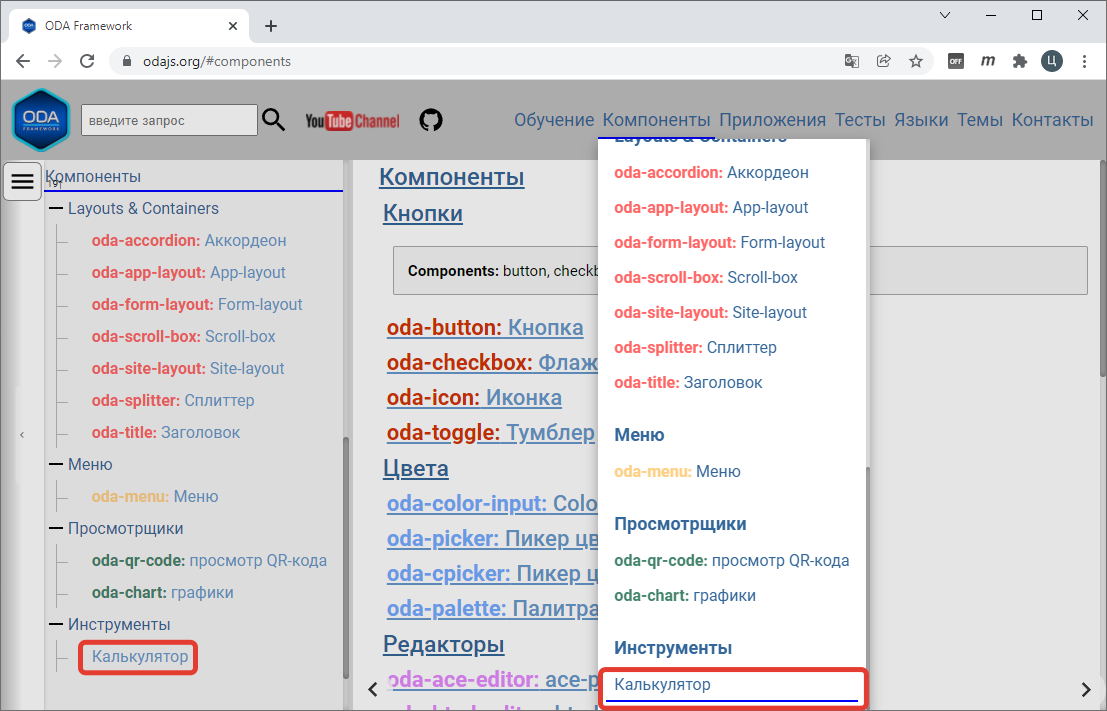 ODA Framework
odajs.org/#components
OFF
m
Ц
ODA
FRAMEWORK
введите запрос
YouTube Channel
Обучение Компоненты Приложения Тесты Языки Темы Контакты
Компоненты
Layouts & Containers
oda-accordion: Аккордеон
oda-app-layout: App-layout
oda-form-layout: Form-layout
oda-scroll-box: Scroll-box
oda-site-layout: Site-layout
oda-splitter: Сплиттер
oda-title: Заголовок
Меню
oda-menu: Меню
Просмотрщики
oda-qr-code: просмотр QR-кода
oda-chart: графики
Инструменты
Калькулятор
Компоненты
Кнопки
Components: button, checkb
oda-button: Кнопка
oda-checkbox: Флаж
oda-icon: Иконка
oda-toggle: Тумблер
Цвета
oda-color-input: Colo
oda-picker: Пикер цв
oda-cpicker: Пикер ц
oda-palette: Палитра
Редакторы
oda-ace-editor: ace-p
Layouts & Containers
oda-accordion: Аккордеон
oda-app-layout: App-layout
oda-form-layout: Form-layout
oda-scroll-box: Scroll-box
oda-site-layout: Site-layout
oda-splitter: Сплиттер
oda-title: Заголовок
Меню
oda-menu: Меню
Просмотрщики
oda-qr-code: просмотр QR-кода
oda-chart: графики
Инструменты
Калькулятор